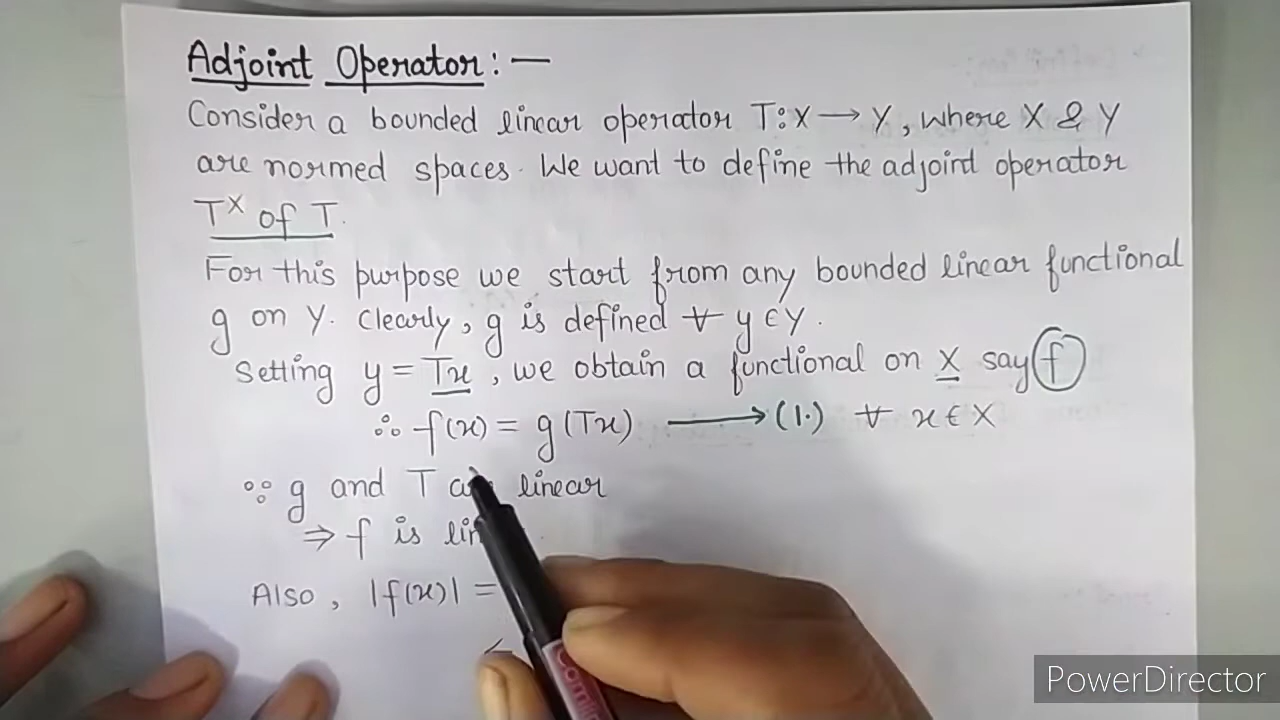 Adjoint Operator :—
Consider a bounded linear operator T: X → Y, where X & Y
are normed spaces. We want to define the adjoint operator
T^X of T.
For this purpose we start from any bounded linear functional
g on Y. Clearly, g is defined ∀ y ∈ Y.
Setting y = Tx, we obtain a functional on X say f
∴ f(x) = g(Tx) ⟶ (1.) ∀ x ∈ X
∵ g and T are linear
⇒ f is
Also, |f(x)| =
≤
Camlin
PowerDirector